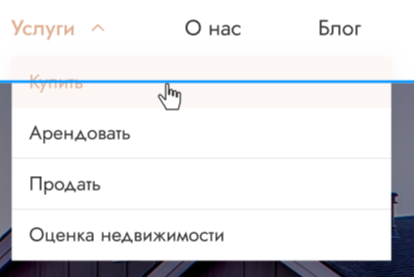 Услуги О нас Блог
Купить
Арендовать
Продать
Оценка недвижимости